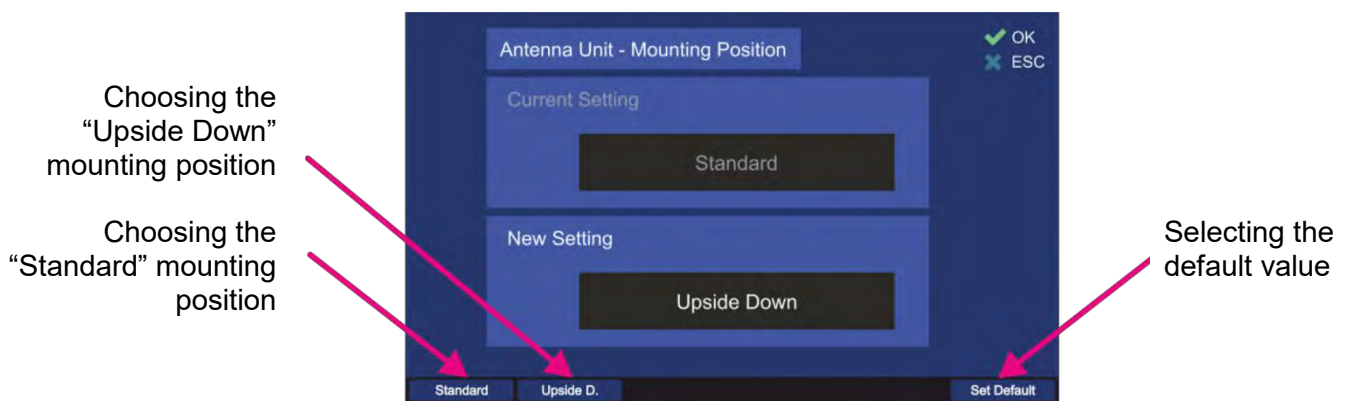 Choosing the
“Upside Down”
mounting position
Choosing the
“Standard” mounting
position
Antenna Unit - Mounting Position
OK
ESC
Current Setting
Standard
New Setting
Upside Down
Standard
Upside D.
Set Default
Selecting the
default value